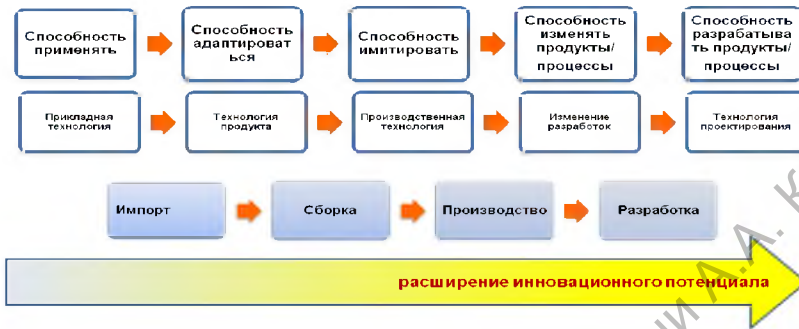 Способность применять
Способность адаптироват
ься
Способность имитировать
Способность изменять продукты/
процессы
Способность разрабатыва
ть продукты/
процессы
Прикладная технология
Технология продукта
Производственная технология
Изменение разработок
Технология проектирования
Импорт
Сборка
Производство
Разработка
расширение инновационного потенциала
А.А. К